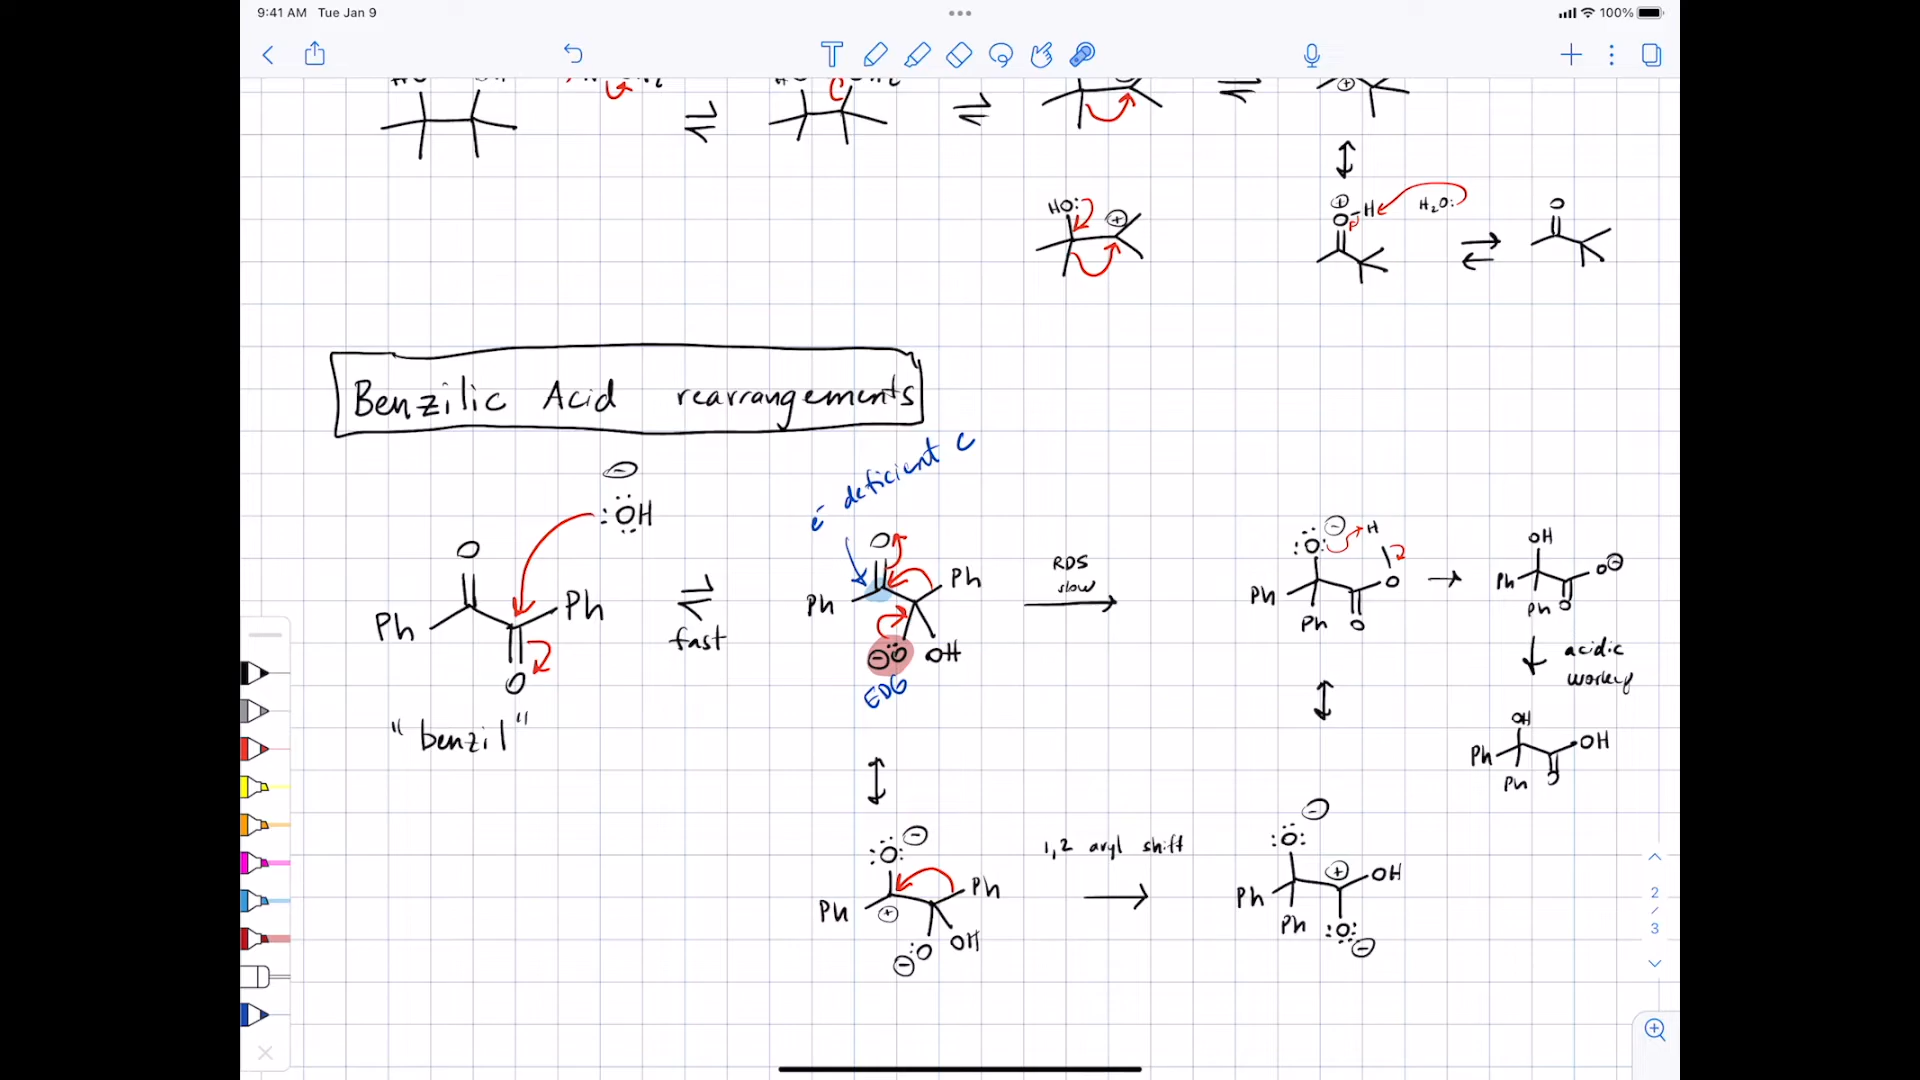 9:41 AM Tue Jan 9
100%
HO:
⊕
⊕
O-H
H₂O:
O
Benzilic Acid rearrangements
⊖
:ÖH
O
Ph
Ph
O
"benzil"
fast
e⁻ deficient C
O
Ph
Ph
⊖O
OH
EDG
RDS
slow
⊖
:O
H
Ph
O
Ph
O
OH
Ph
O⊖
Ph
O
acidic
workup
OH
Ph
OH
Ph
O
⊖
:O:
Ph
Ph
⊕
⊖
:O
OH
1,2 aryl shift
⊖
:O:
⊕
OH
Ph
Ph
:O:
⊖
2
3